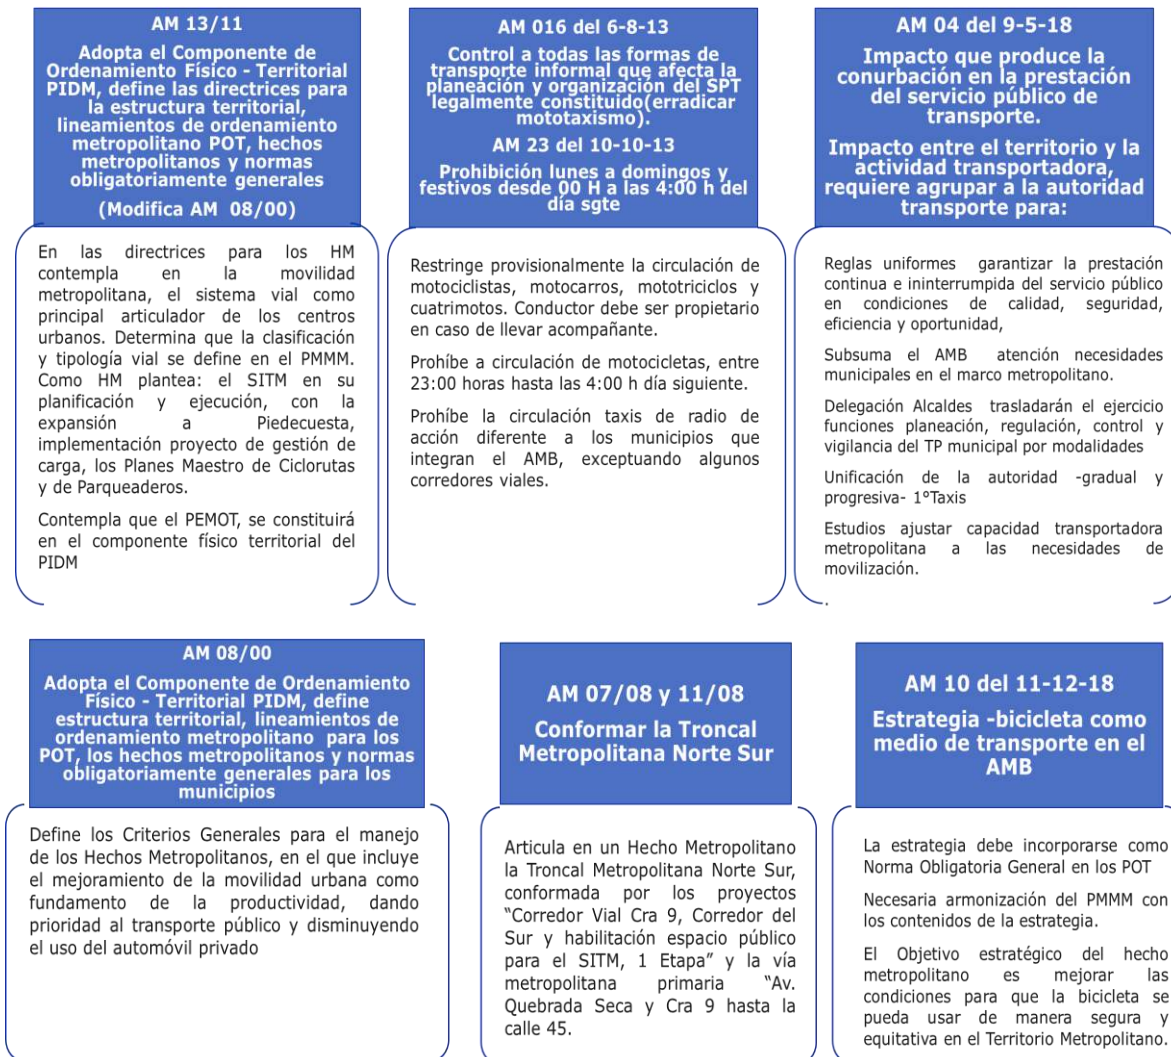 AM 13/11
Adopta el Componente de
Ordenamiento Físico - Territorial
PIDM, define las directrices para
la estructura territorial,
lineamientos de ordenamiento
metropolitano POT, hechos
metropolitanos y normas
obligatoriamente generales
(Modifica AM 08/00)
En las directrices para los HM
contempla en la movilidad
metropolitana, el sistema vial como
principal articulador de los centros
urbanos. Determina que la clasificación
y tipología vial se define en el PMMM.
Como HM plantea: el SITM en su
planificación y ejecución, con la
expansión a Piedecuesta,
implementación proyecto de gestión de
carga, los Planes Maestro de Ciclorutas
y de Parqueaderos.
Contempla que el PEMOT, se constituirá
en el componente físico territorial del
PIDM
AM 016 del 6-8-13
Control a todas las formas de
transporte informal que afecta la
planeación y organización del SPT
legalmente constituido(erradicar
mototaxismo).
AM 23 del 10-10-13
Prohibición lunes a domingos y
festivos desde 00 H a las 4:00 h del
día sgte
Restringe provisionalmente la circulación de
motociclistas, motocarros, mototriciclos y
cuatrimotos. Conductor debe ser propietario
en caso de llevar acompañante.
Prohíbe a circulación de motocicletas, entre
23:00 horas hasta las 4:00 h día siguiente.
Prohíbe la circulación taxis de radio de
acción diferente a los municipios que
integran el AMB, exceptuando algunos
corredores viales.
AM 04 del 9-5-18
Impacto que produce la
conurbación en la prestación
del servicio público de
transporte.
Impacto entre el territorio y la
actividad transportadora,
requiere agrupar a la autoridad
transporte para:
Reglas uniformes garantizar la prestación
continua e ininterrumpida del servicio público
en condiciones de calidad, seguridad,
eficiencia y oportunidad,
Subsuma el AMB atención necesidades
municipales en el marco metropolitano.
Delegación Alcaldes trasladarán el ejercicio
funciones planeación, regulación, control y
vigilancia del TP municipal por modalidades
Unificación de la autoridad -gradual y
progresiva- 1°Taxis
Estudios ajustar capacidad transportadora
metropolitana a las necesidades de
movilización.
.
AM 08/00
Adopta el Componente de Ordenamiento
Físico - Territorial PIDM, define
estructura territorial, lineamientos de
ordenamiento metropolitano para los
POT, los hechos metropolitanos y normas
obligatoriamente generales para los
municipios
Define los Criterios Generales para el manejo
de los Hechos Metropolitanos, en el que incluye
el mejoramiento de la movilidad urbana como
fundamento de la productividad, dando
prioridad al transporte público y disminuyendo
el uso del automóvil privado
AM 07/08 y 11/08
Conformar la Troncal
Metropolitana Norte Sur
Articula en un Hecho Metropolitano
la Troncal Metropolitana Norte Sur,
conformada por los proyectos
"Corredor Vial Cra 9, Corredor del
Sur y habilitación espacio público
para el SITM, 1 Etapa" y la vía
metropolitana primaria "Av.
Quebrada Seca y Cra 9 hasta la
calle 45.
AM 10 del 11-12-18
Estrategia -bicicleta como
medio de transporte en el
AMB
La estrategia debe incorporarse como
Norma Obligatoria General en los POT
Necesaria armonización del PMMM con
los contenidos de la estrategia.
El Objetivo estratégico del hecho
metropolitano es mejorar las
condiciones para que la bicicleta se
pueda usar de manera segura y
equitativa en el Territorio Metropolitano.